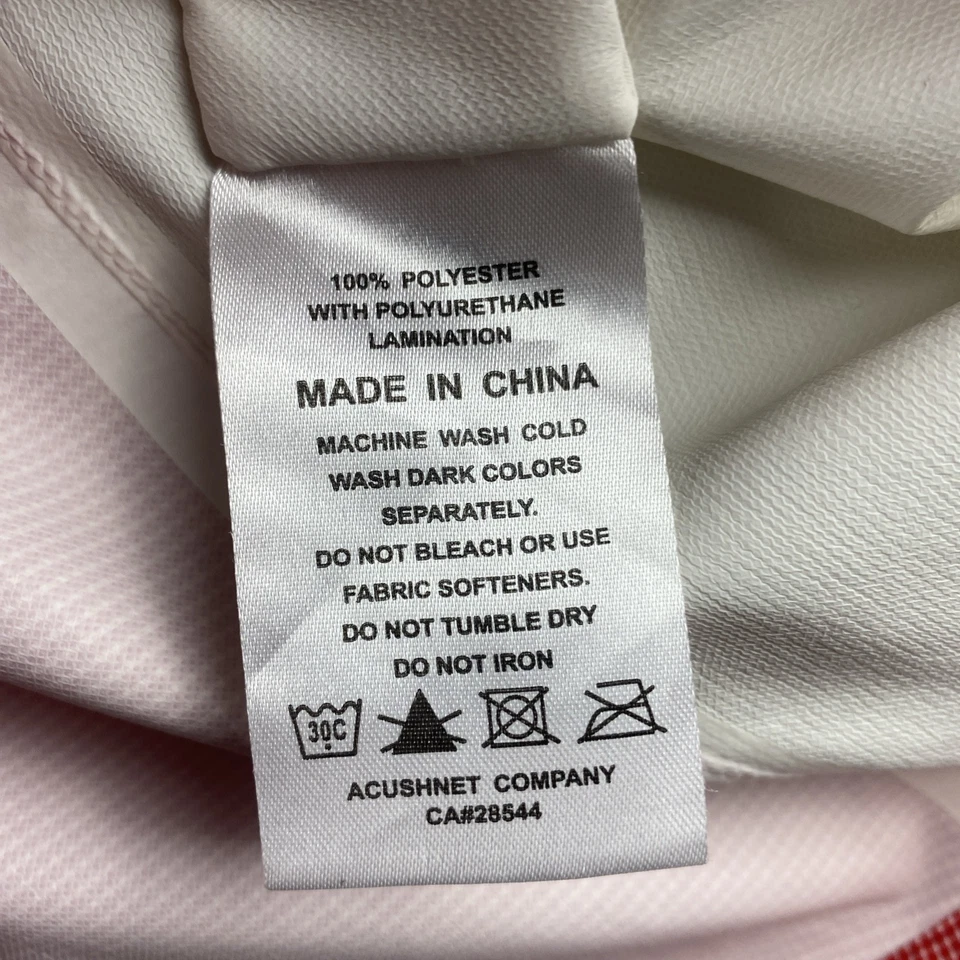 100% POLYESTER
WITH POLYURETHANE
LAMINATION
MADE IN CHINA
MACHINE WASH COLD
WASH DARK COLORS
SEPARATELY.
DO NOT BLEACH OR USE
FABRIC SOFTENERS.
DO NOT TUMBLE DRY
DO NOT IRON
30C
ACUSHNET COMPANY
CA#28544